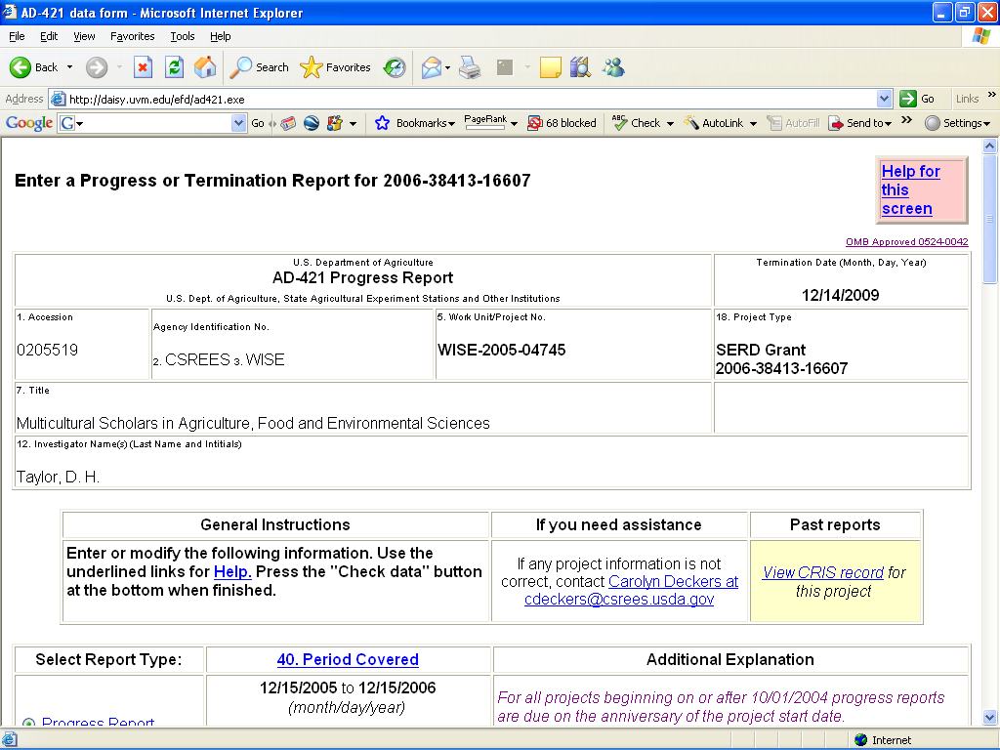 AD-421 data form - Microsoft Internet Explorer
File Edit View Favorites Tools Help
Back Search Favorites
Address http://daisy.uvm.edu/efd/ad421.exe Go Links »
Google G Go Bookmarks PageRank 68 blocked ABC Check AutoLink AutoFill Send to » Settings
Enter a Progress or Termination Report for 2006-38413-16607
Help for
this
screen
OMB Approved 0524-0042
U.S. Department of Agriculture
AD-421 Progress Report
U.S. Dept. of Agriculture, State Agricultural Experiment Stations and Other Institutions
Termination Date (Month, Day, Year)
12/14/2009
1. Accession
0205519
Agency Identification No.
2. CSREES 3. WISE
5. Work Unit/Project No.
WISE-2005-04745
18. Project Type
SERD Grant
2006-38413-16607
7. Title
Multicultural Scholars in Agriculture, Food and Environmental Sciences
12. Investigator Name(s) (Last Name and Intitials)
Taylor, D. H.
General Instructions
Enter or modify the following information. Use the
underlined links for Help. Press the "Check data" button
at the bottom when finished.
If you need assistance
If any project information is not
correct, contact Carolyn Deckers at
cdeckers@csrees.usda.gov
Past reports
View CRIS record for
this project
Select Report Type:
Progress Report
40. Period Covered
12/15/2005 to 12/15/2006
(month/day/year)
Additional Explanation
For all projects beginning on or after 10/01/2004 progress reports
are due on the anniversary of the project start date.
Internet